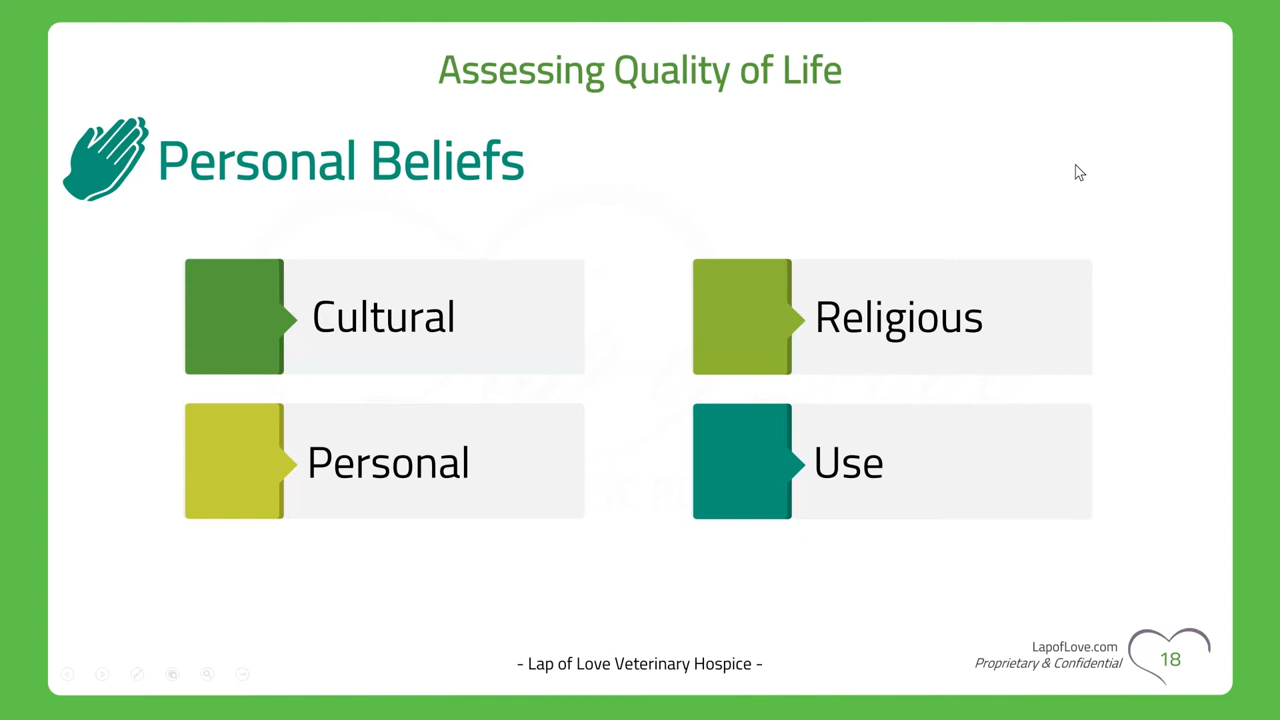 Assessing Quality of Life
Personal Beliefs
Cultural
Religious
Personal
Use
- Lap of Love Veterinary Hospice -
LapofLove.com
Proprietary & Confidential
18